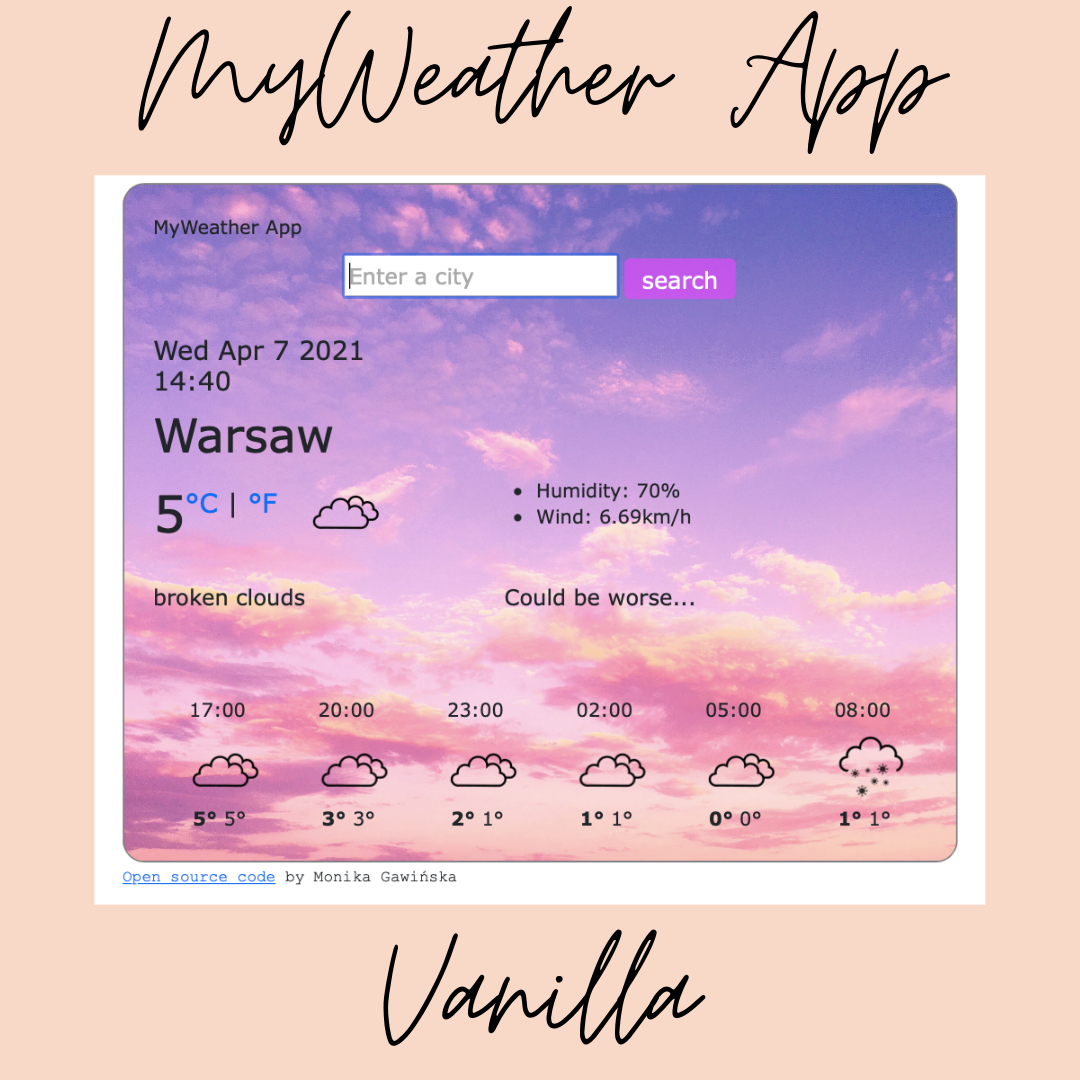 MyWeather App
MyWeather App
Enter a city
search
Wed Apr 7 2021
14:40
Warsaw
5°C | °F
• Humidity: 70%
• Wind: 6.69km/h
broken clouds
Could be worse...
17:00 20:00 23:00 02:00 05:00 08:00
5° 5° 3° 3° 2° 1° 1° 1° 0° 0° 1° 1°
Open source code by Monika Gawińska
Vanilla